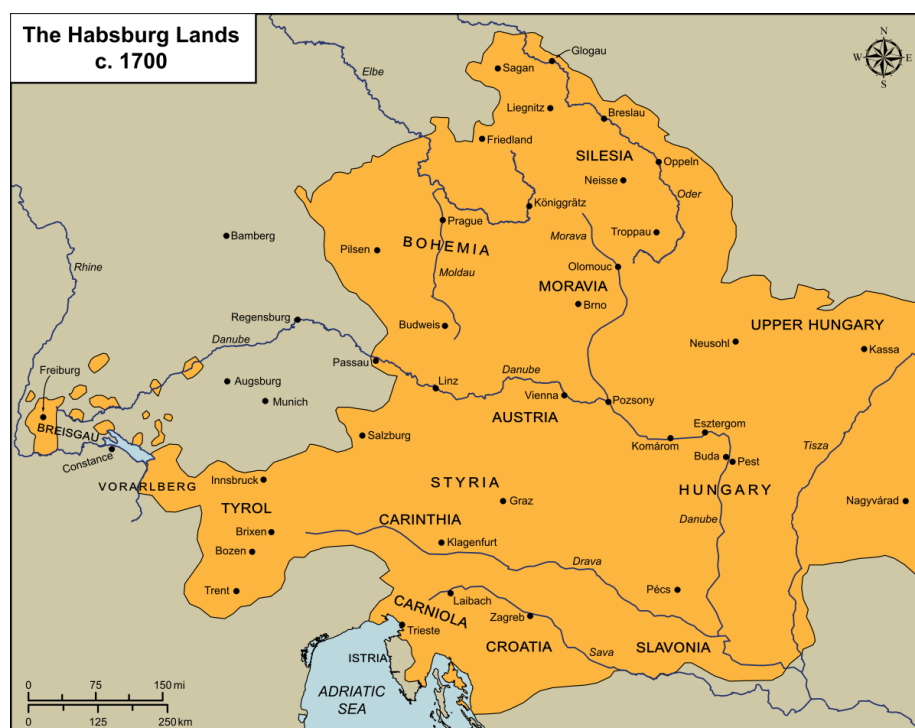 The Habsburg Lands
c. 1700
N
W
E
S
Glogau
Elbe
Sagan
Liegnitz
Breslau
Friedland
SILESIA
Oppeln
Neisse
Oder
Königgrätz
Prague
Morava
Troppau
Bamberg
BOHEMIA
Pilsen
Rhine
Moldau
Olomouc
MORAVIA
Brno
Regensburg
Budweis
UPPER HUNGARY
Danube
Neusohl
Kassa
Passau
Freiburg
Augsburg
Linz
Danube
Munich
Vienna
Pozsony
AUSTRIA
BREISGAU
Esztergom
Salzburg
Komárom
Tisza
Constance
Buda
Pest
VORARLBERG
Innsbruck
STYRIA
HUNGARY
Graz
Nagyvárad
TYROL
CARINTHIA
Danube
Brixen
Klagenfurt
Bozen
Drava
Trent
Pécs
Laibach
CARNIOLA
Zagreb
Trieste
CROATIA
SLAVONIA
Sava
ISTRIA
ADRIATIC
SEA
0 75 150 mi
0 125 250 km